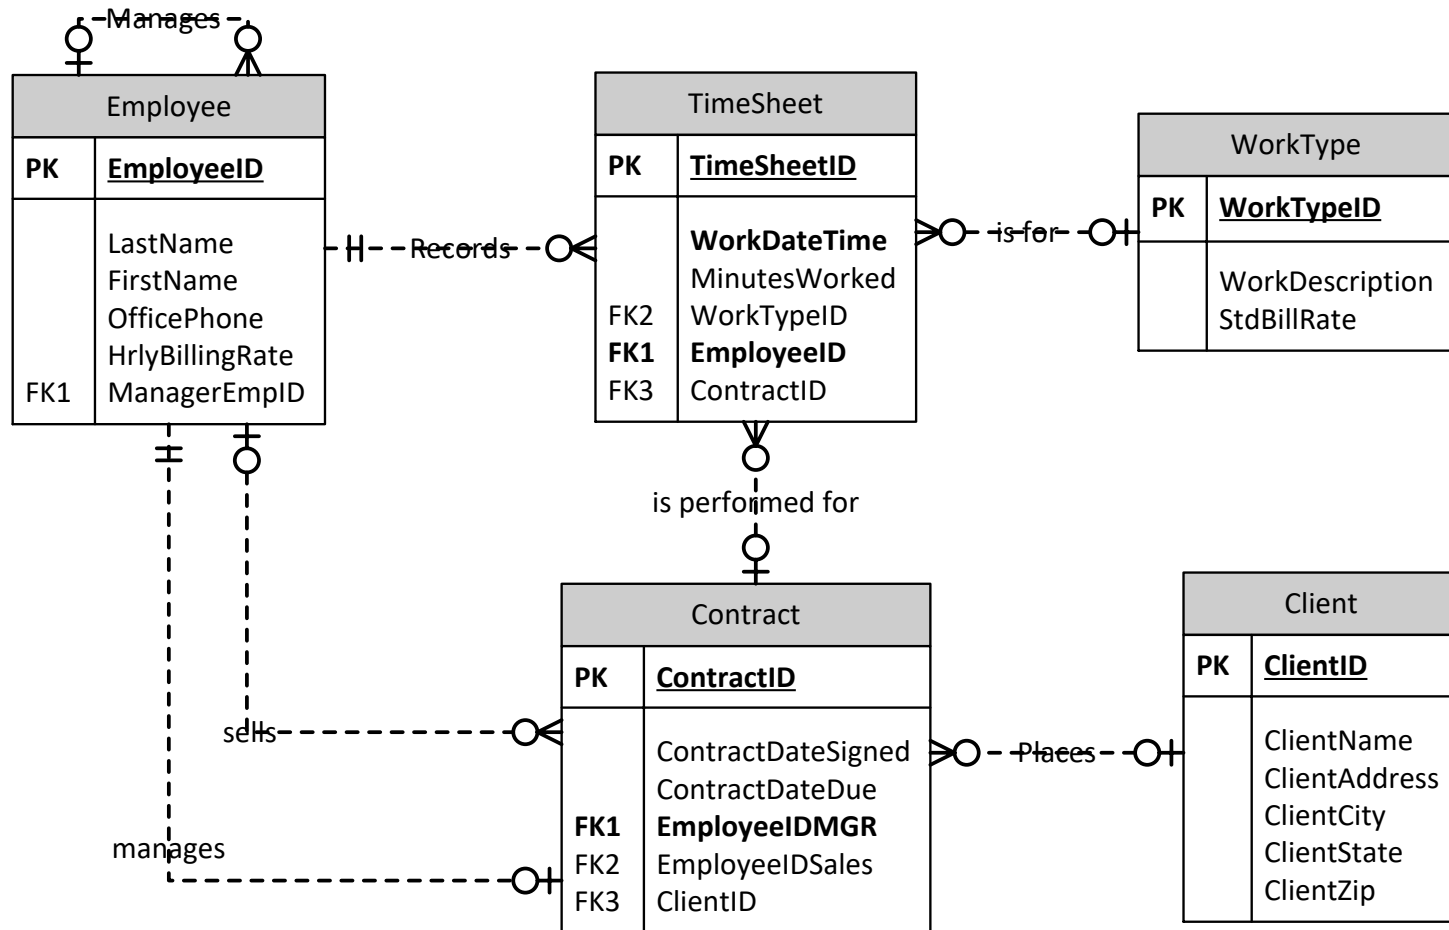 Manages
Employee
PK EmployeeID
LastName
FirstName
OfficePhone
HrlyBillingRate
FK1 ManagerEmpID
Records
TimeSheet
PK TimeSheetID
WorkDateTime
MinutesWorked
FK2 WorkTypeID
FK1 EmployeeID
FK3 ContractID
is for
WorkType
PK WorkTypeID
WorkDescription
StdBillRate
is performed for
sells
manages
Contract
PK ContractID
ContractDateSigned
ContractDateDue
FK1 EmployeeIDMGR
FK2 EmployeeIDSales
FK3 ClientID
Places
Client
PK ClientID
ClientName
ClientAddress
ClientCity
ClientState
ClientZip